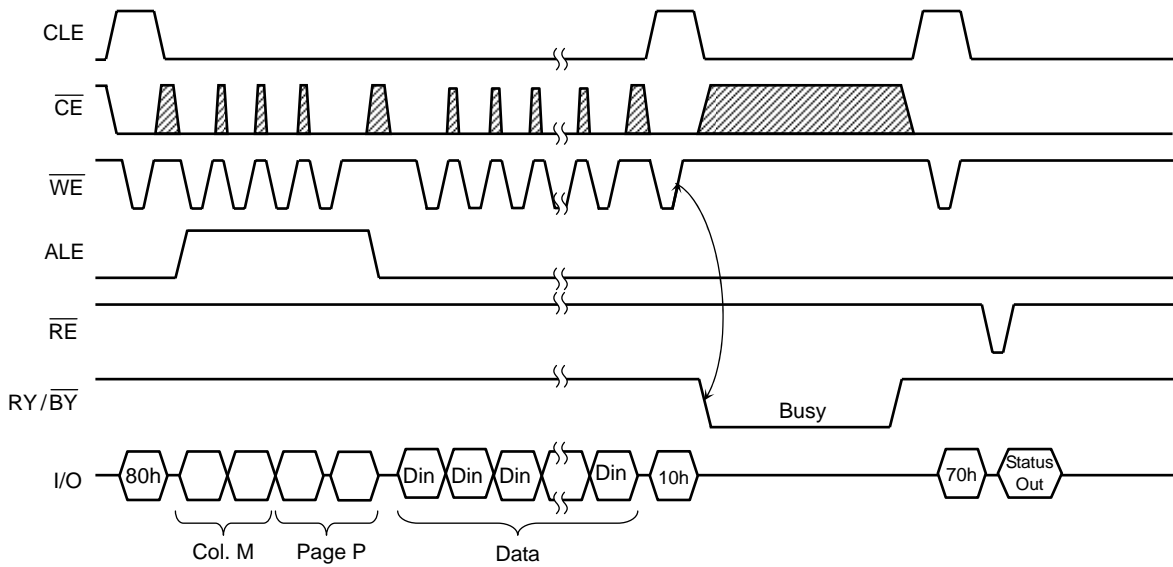 CLE
CE
WE
ALE
RE
RY/BY
Busy
I/O
80h
Din
Din
Din
Din
10h
70h
Status
Out
Col. M
Page P
Data